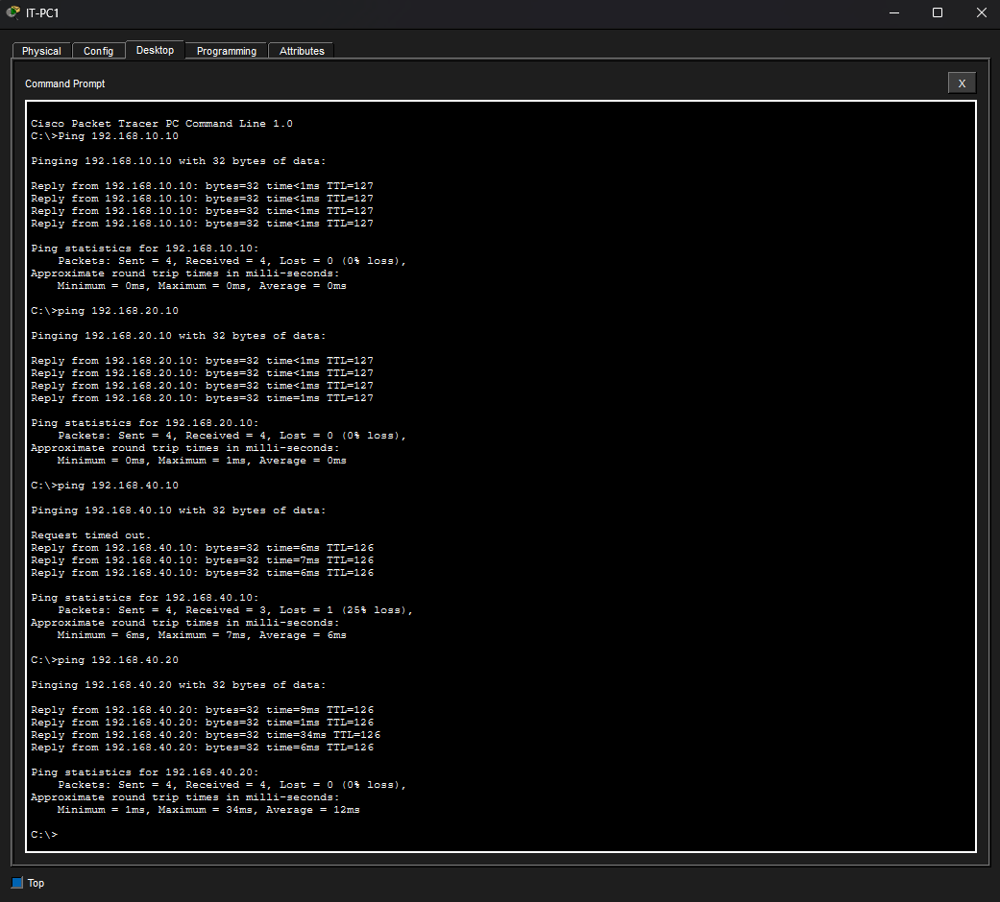 IT-PC1
Physical Config Desktop Programming Attributes
Command Prompt
X
Cisco Packet Tracer PC Command Line 1.0
C:\>Ping 192.168.10.10
Pinging 192.168.10.10 with 32 bytes of data:
Reply from 192.168.10.10: bytes=32 time<1ms TTL=127
Reply from 192.168.10.10: bytes=32 time<1ms TTL=127
Reply from 192.168.10.10: bytes=32 time<1ms TTL=127
Reply from 192.168.10.10: bytes=32 time<1ms TTL=127
Ping statistics for 192.168.10.10:
Packets: Sent = 4, Received = 4, Lost = 0 (0% loss),
Approximate round trip times in milli-seconds:
Minimum = 0ms, Maximum = 0ms, Average = 0ms
C:\>ping 192.168.20.10
Pinging 192.168.20.10 with 32 bytes of data:
Reply from 192.168.20.10: bytes=32 time<1ms TTL=127
Reply from 192.168.20.10: bytes=32 time<1ms TTL=127
Reply from 192.168.20.10: bytes=32 time<1ms TTL=127
Reply from 192.168.20.10: bytes=32 time=1ms TTL=127
Ping statistics for 192.168.20.10:
Packets: Sent = 4, Received = 4, Lost = 0 (0% loss),
Approximate round trip times in milli-seconds:
Minimum = 0ms, Maximum = 1ms, Average = 0ms
C:\>ping 192.168.40.10
Pinging 192.168.40.10 with 32 bytes of data:
Request timed out.
Reply from 192.168.40.10: bytes=32 time=6ms TTL=126
Reply from 192.168.40.10: bytes=32 time=7ms TTL=126
Reply from 192.168.40.10: bytes=32 time=6ms TTL=126
Ping statistics for 192.168.40.10:
Packets: Sent = 4, Received = 3, Lost = 1 (25% loss),
Approximate round trip times in milli-seconds:
Minimum = 6ms, Maximum = 7ms, Average = 6ms
C:\>ping 192.168.40.20
Pinging 192.168.40.20 with 32 bytes of data:
Reply from 192.168.40.20: bytes=32 time=9ms TTL=126
Reply from 192.168.40.20: bytes=32 time=1ms TTL=126
Reply from 192.168.40.20: bytes=32 time=34ms TTL=126
Reply from 192.168.40.20: bytes=32 time=6ms TTL=126
Ping statistics for 192.168.40.20:
Packets: Sent = 4, Received = 4, Lost = 0 (0% loss),
Approximate round trip times in milli-seconds:
Minimum = 1ms, Maximum = 34ms, Average = 12ms
C:\>
Top